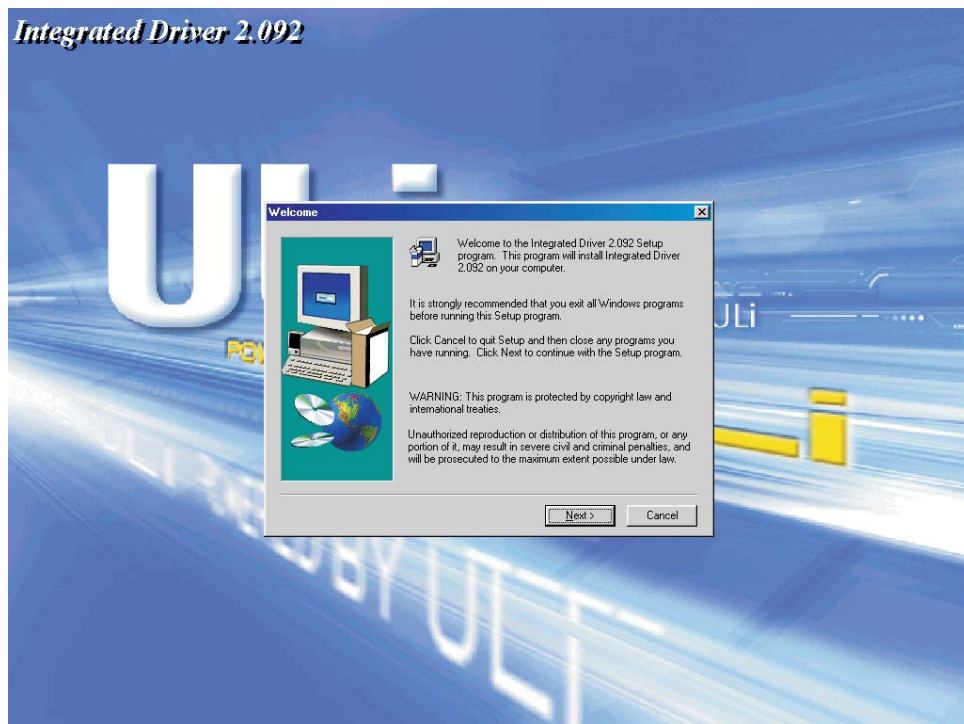 Integrated Driver 2.092
ULi
Welcome
Welcome to the Integrated Driver 2.092 Setup
program. This program will install Integrated Driver
2.092 on your computer.
It is strongly recommended that you exit all Windows programs
before running this Setup program.
Click Cancel to quit Setup and then close any programs you
have running. Click Next to continue with the Setup program.
WARNING: This program is protected by copyright law and
international treaties.
Unauthorized reproduction or distribution of this program, or any
portion of it, may result in severe civil and criminal penalties, and
will be prosecuted to the maximum extent possible under law.
Next >
Cancel
ULi
BY ULI